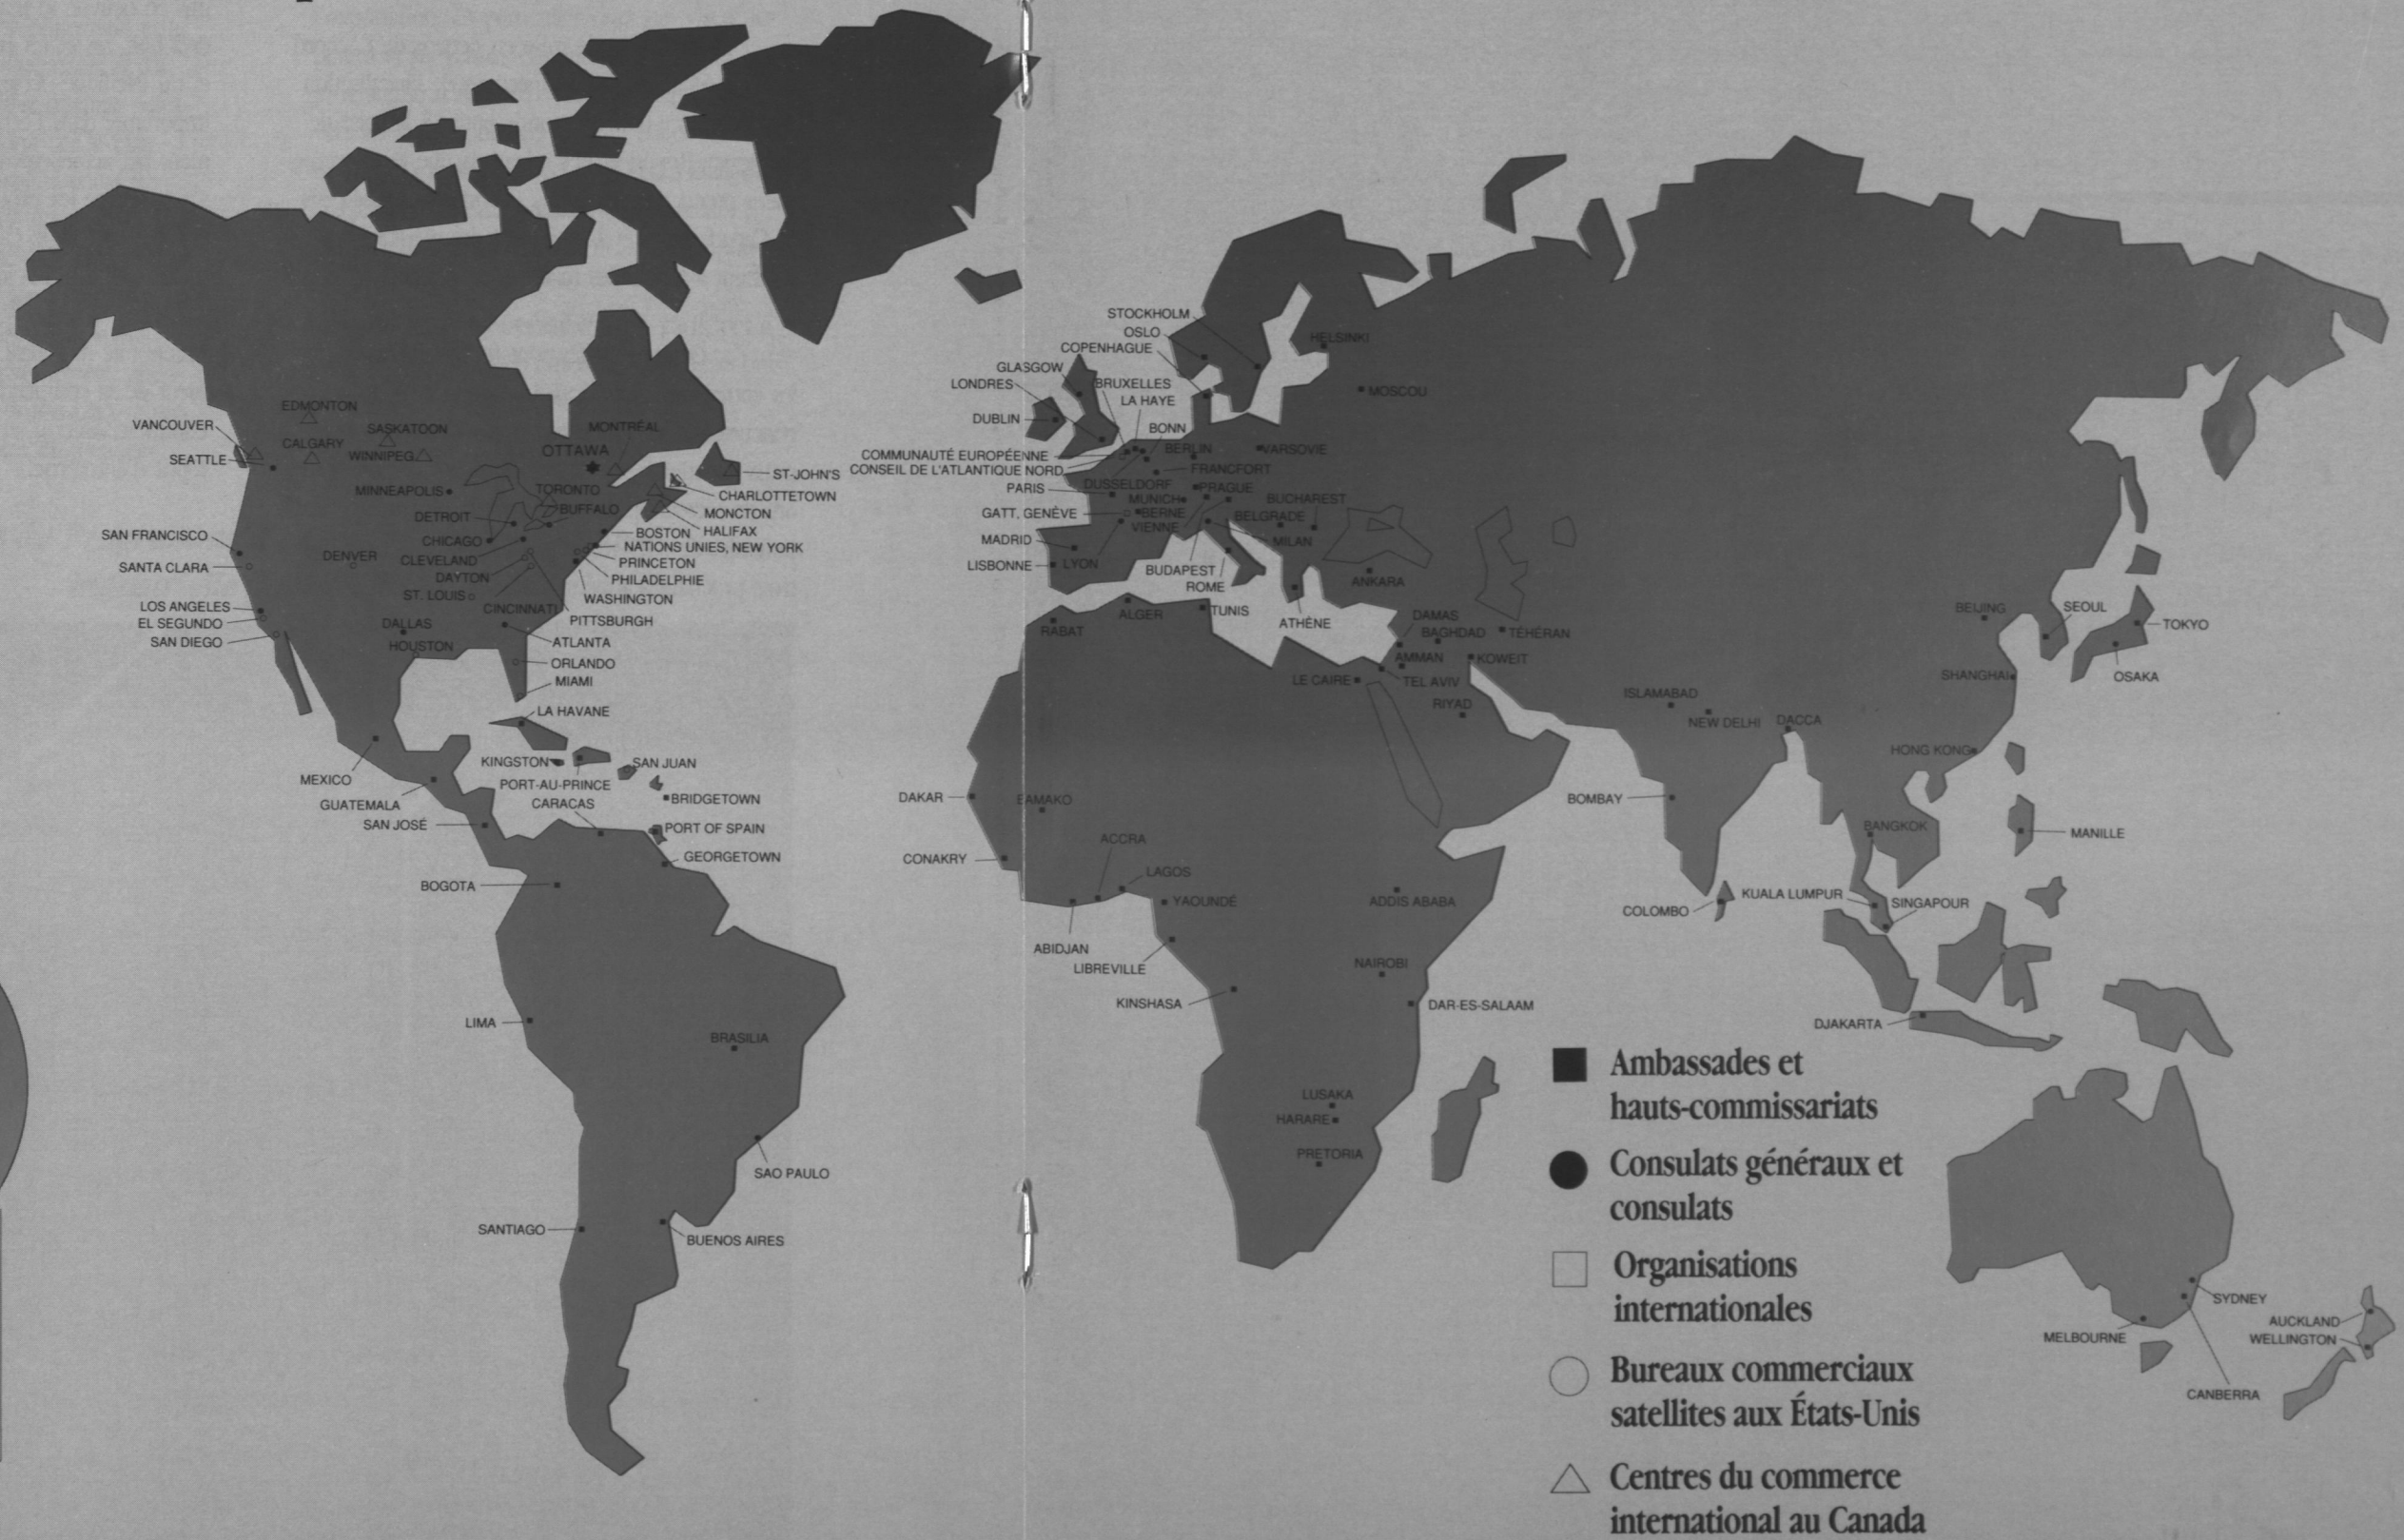 EDMONTON
VANCOUVER
CALGARY
SASKATOON
WINNIPEG
SEATTLE
MONTRÉAL
OTTAWA
ST-JOHN'S
CHARLOTTETOWN
MONCTON
HALIFAX
MINNEAPOLIS
TORONTO
BUFFALO
DETROIT
BOSTON
NATIONS UNIES, NEW YORK
SAN FRANCISCO
CHICAGO
DENVER
CLEVELAND
PRINCETON
SANTA CLARA
DAYTON
PHILADELPHIE
ST. LOUIS
WASHINGTON
LOS ANGELES
CINCINNATI
EL SEGUNDO
PITTSBURGH
DALLAS
SAN DIEGO
ATLANTA
HOUSTON
ORLANDO
MIAMI
LA HAVANE
KINGSTON
SAN JUAN
MEXICO
PORT-AU-PRINCE
GUATEMALA
CARACAS
BRIDGETOWN
SAN JOSÉ
PORT OF SPAIN
GEORGETOWN
BOGOTA
LIMA
BRASILIA
SAO PAULO
SANTIAGO
BUENOS AIRES
STOCKHOLM
OSLO
HELSINKI
COPENHAGUE
GLASGOW
LONDRES
BRUXELLES
MOSCOU
LA HAYE
DUBLIN
BONN
BERLIN
VARSOVIE
COMMUNAUTÉ EUROPÉENNE
CONSEIL DE L'ATLANTIQUE NORD
FRANCFORT
PARIS
DUSSELDORF
PRAGUE
MUNICH
BUCHAREST
GATT. GENÈVE
BERNE
BELGRADE
VIENNE
MADRID
MILAN
LISBONNE
LYON
BUDAPEST
ROME
ANKARA
ATHÈNE
RABAT
ALGER
TUNIS
DAMAS
BAGHDAD
TÉHÉRAN
AMMAN
KOWEIT
LE CAIRE
TEL AVIV
RIYAD
DAKAR
BAMAKO
ACCRA
CONAKRY
LAGOS
YAOUNDÉ
ADDIS ABABA
ABIDJAN
LIBREVILLE
NAIROBI
KINSHASA
DAR-ES-SALAAM
LUSAKA
HARARE
PRETORIA
BEIJING
SEOUL
TOKYO
SHANGHAI
OSAKA
ISLAMABAD
NEW DELHI
DACCA
HONG KONG
BOMBAY
BANGKOK
MANILLE
COLOMBO
KUALA LUMPUR
SINGAPOUR
DJAKARTA
SYDNEY
AUCKLAND
MELBOURNE
WELLINGTON
CANBERRA
Ambassades et
hauts-commissariats
Consulats généraux et
consulats
Organisations
internationales
Bureaux commerciaux
satellites aux États-Unis
Centres du commerce
international au Canada